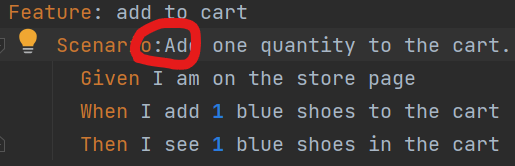 Feature: add to cart
Scenario:Add one quantity to the cart.
Given I am on the store page
When I add 1 blue shoes to the cart
Then I see 1 blue shoes in the cart